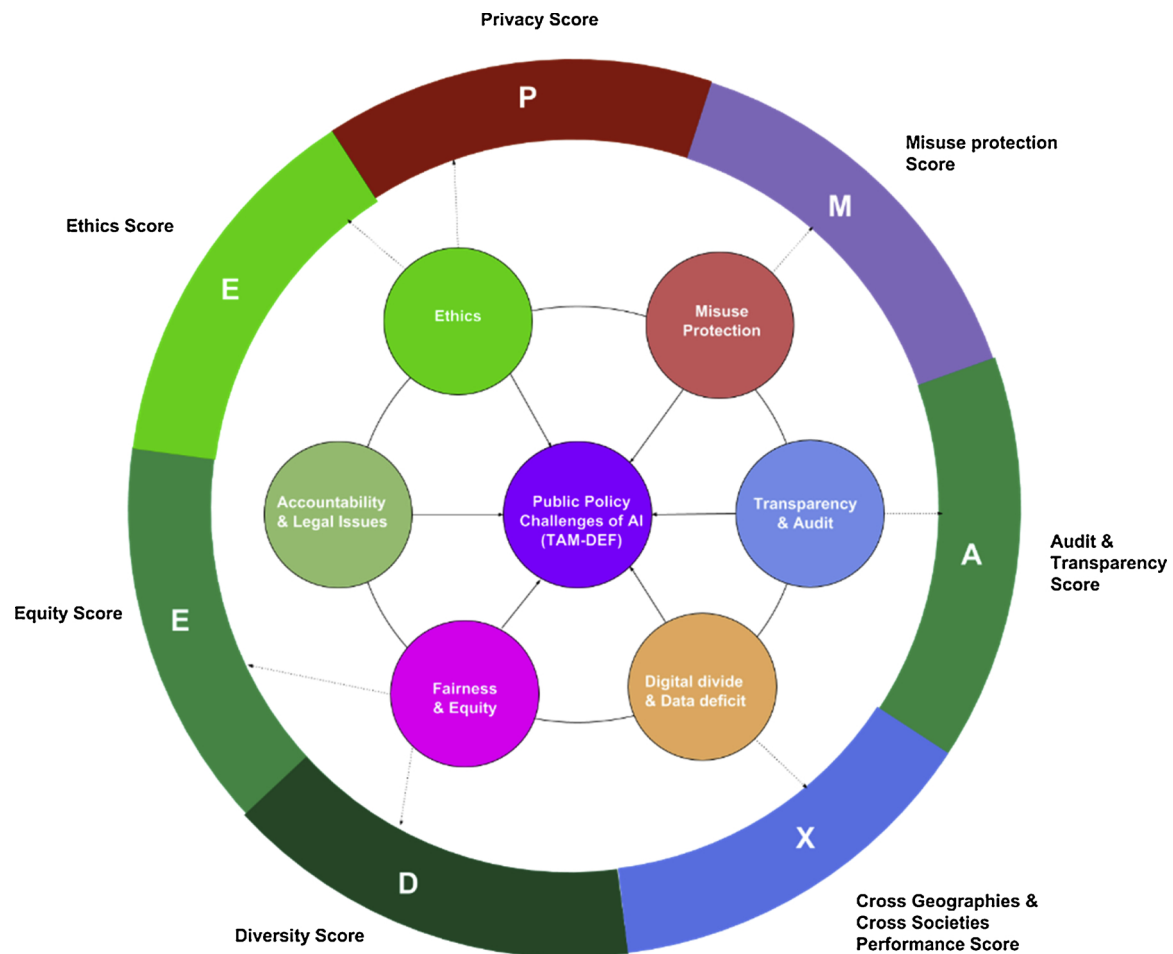 Privacy Score
P
Misuse protection
Score
M
Ethics Score
E
Ethics
Misuse
Protection
Accountability
& Legal Issues
Public Policy
Challenges of AI
(TAM-DEF)
Transparency
& Audit
A
Audit &
Transparency
Score
Equity Score
E
Fairness
& Equity
Digital divide
& Data deficit
X
D
Diversity Score
Cross Geographies &
Cross Societies
Performance Score